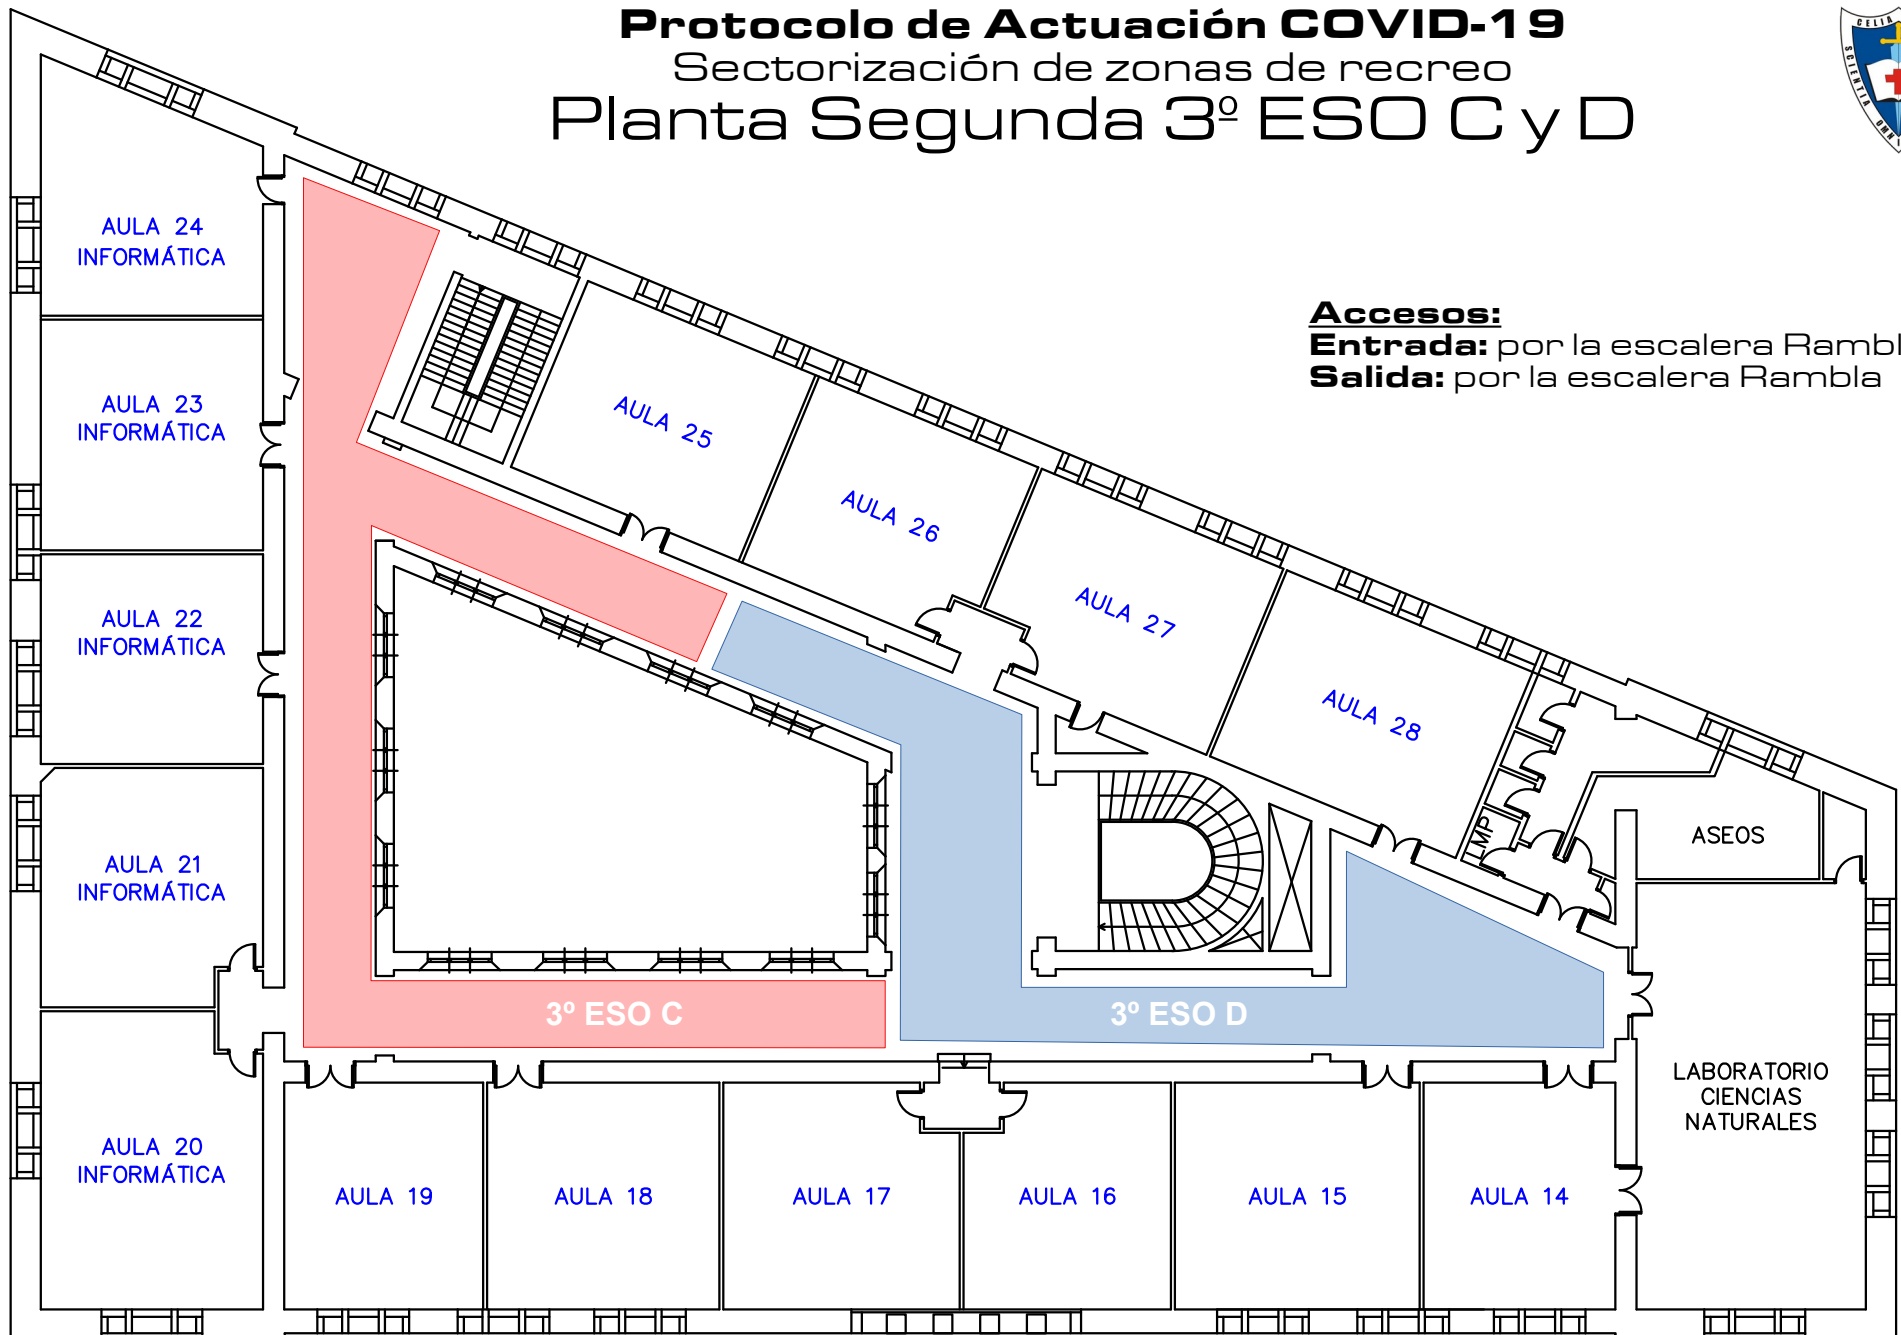 Protocolo de Actuación COVID-19
Sectorización de zonas de recreo
Planta Segunda 3º ESO C y D
CELIA
SCIENTIA
Accesos:
Entrada: por la escalera Rambl
Salida: por la escalera Rambla
AULA 24
INFORMÁTICA
AULA 23
INFORMÁTICA
AULA 22
INFORMÁTICA
AULA 21
INFORMÁTICA
AULA 20
INFORMÁTICA
AULA 25
AULA 26
AULA 27
AULA 28
LMP
ASEOS
3º ESO C
3º ESO D
LABORATORIO
CIENCIAS
NATURALES
AULA 19
AULA 18
AULA 17
AULA 16
AULA 15
AULA 14